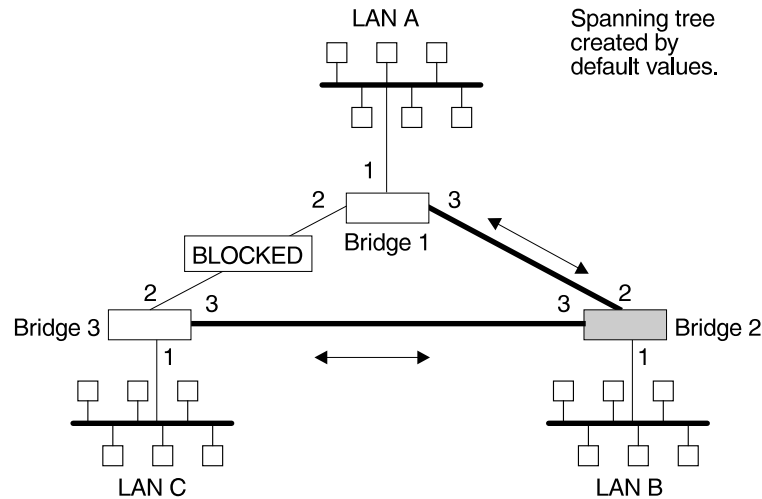 LAN A
Spanning tree
created by
default values.
1
2
3
Bridge 1
BLOCKED
2
3
3
2
Bridge 3
Bridge 2
1
1
LAN C
LAN B